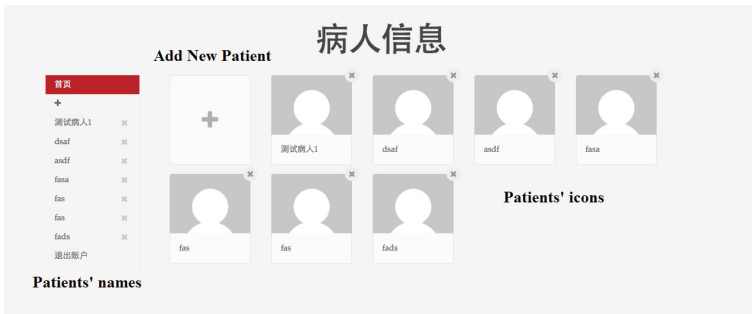 病人信息
Add New Patient
首页
测试病人1
dsaf
asdf
fasa
fas
fas
fads
退出账户
Patients' names
测试病人1
dsaf
asdf
fasa
fas
fas
fads
Patients' icons